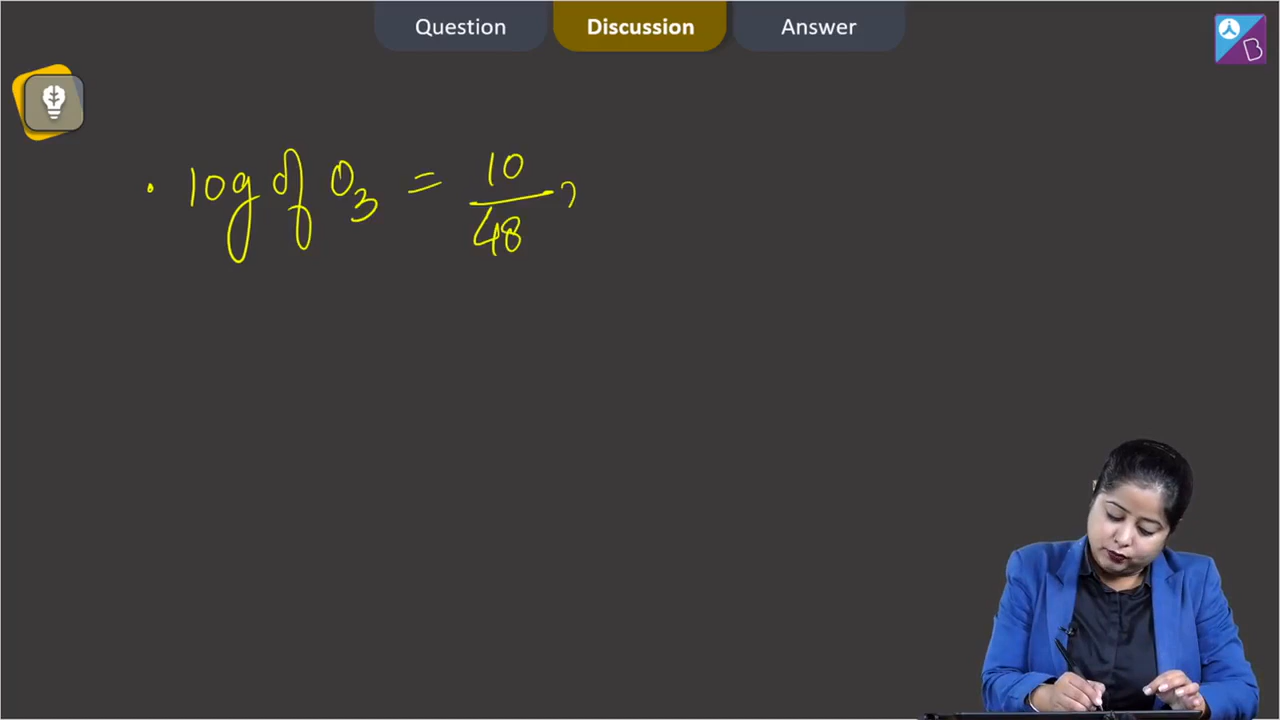 Question Discussion Answer
B
· 10g of O₃ = 10/48